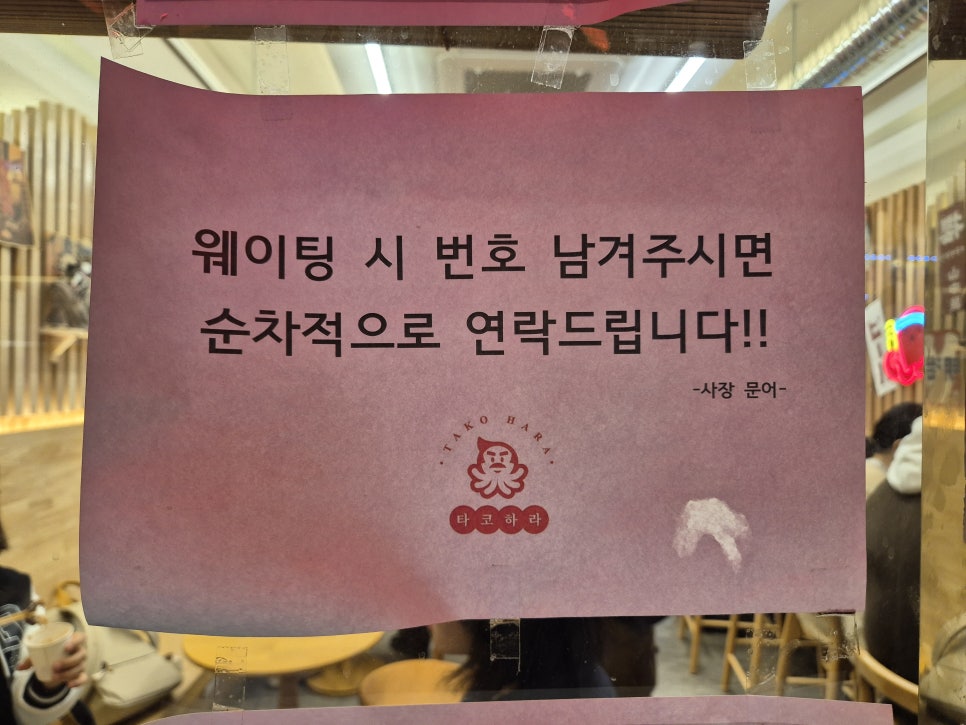 웨이팅 시 번호 남겨주시면
순차적으로 연락드립니다!!
-사장 문어-
· TAKO HARA ·
타코하라